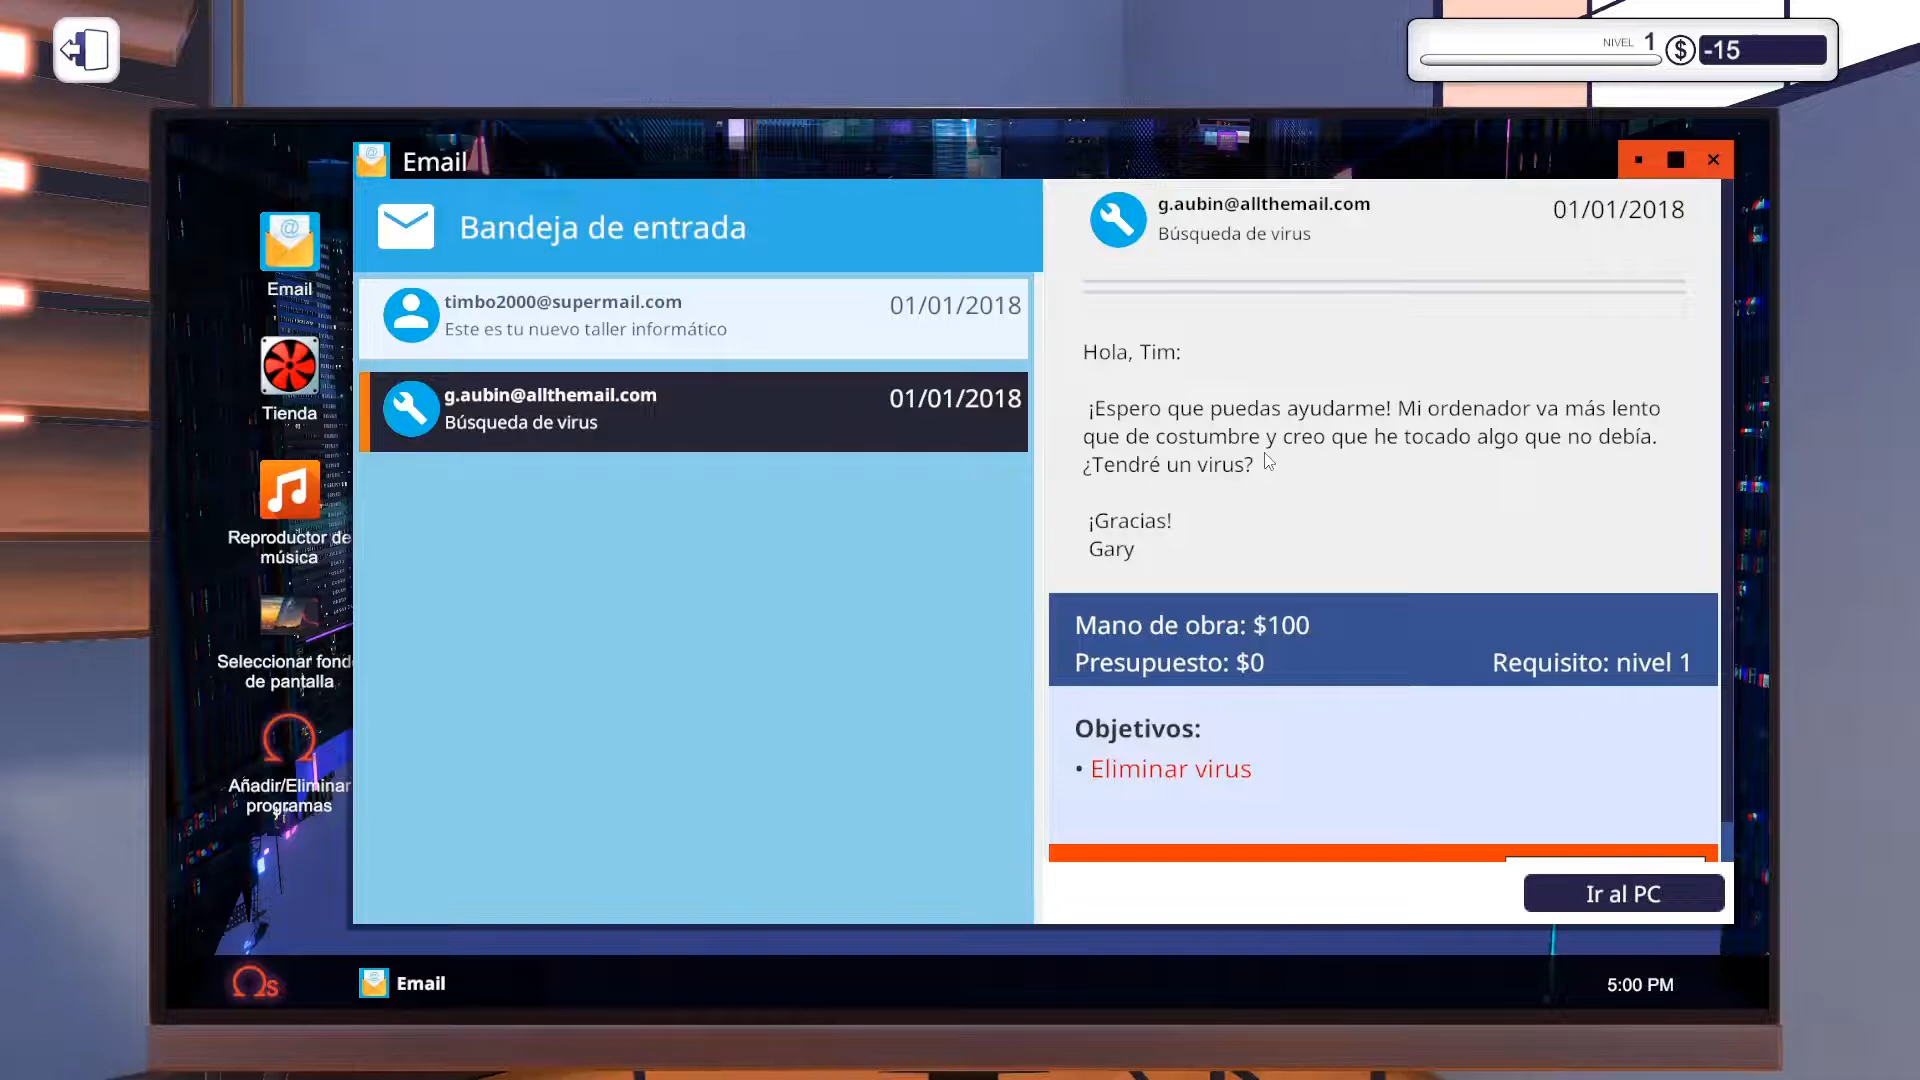 NIVEL 1
$ -15
Email
Bandeja de entrada
timbo2000@supermail.com
01/01/2018
Este es tu nuevo taller informático
g.aubin@allthemail.com
01/01/2018
Búsqueda de virus
g.aubin@allthemail.com
01/01/2018
Búsqueda de virus
Hola, Tim:
¡Espero que puedas ayudarme! Mi ordenador va más lento
que de costumbre y creo que he tocado algo que no debía.
¿Tendré un virus?
¡Gracias!
Gary
Mano de obra: $100
Presupuesto: $0
Requisito: nivel 1
Objetivos:
• Eliminar virus
Ir al PC
Email
Tienda
Reproductor de
música
Seleccionar fond
de pantalla
Añadir/Eliminar
programas
Ωs
Email
5:00 PM